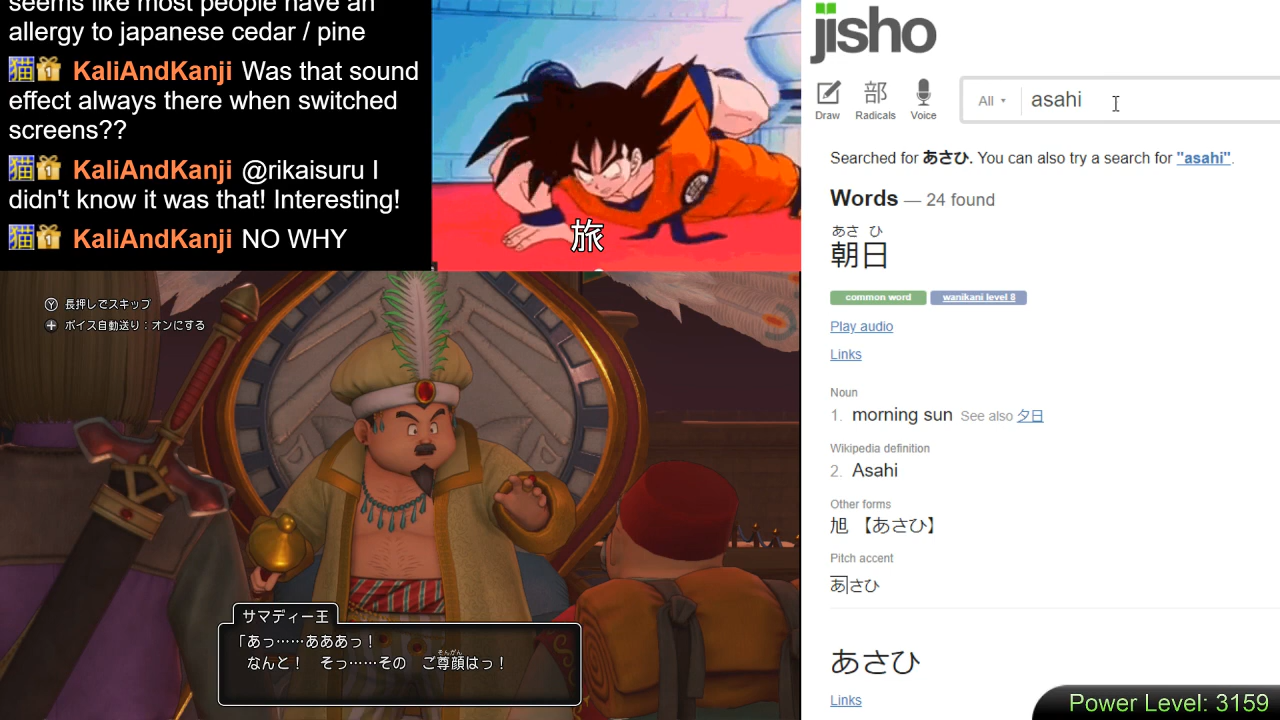 seems like most people have an
allergy to japanese cedar / pine
KaliAndKanji Was that sound
effect always there when switched
screens??
KaliAndKanji @rikaisuru I
didn't know it was that! Interesting!
KaliAndKanji NO WHY
旅
Ⓨ 長押しでスキップ
ボイス自動送り：オンにする
サマディー王
「あっ……あああっ！
なんと！　そっ……その　ご尊顔はっ！
そんがん
jisho
Draw
部
Radicals
Voice
All
asahi
Searched for あさひ. You can also try a search for "asahi".
Words — 24 found
あさ ひ
朝日
common word
wanikani level 8
Play audio
Links
Noun
1. morning sun See also 夕日
Wikipedia definition
2. Asahi
Other forms
旭 【あさひ】
Pitch accent
あさひ
あさひ
Links
Power Level: 3159